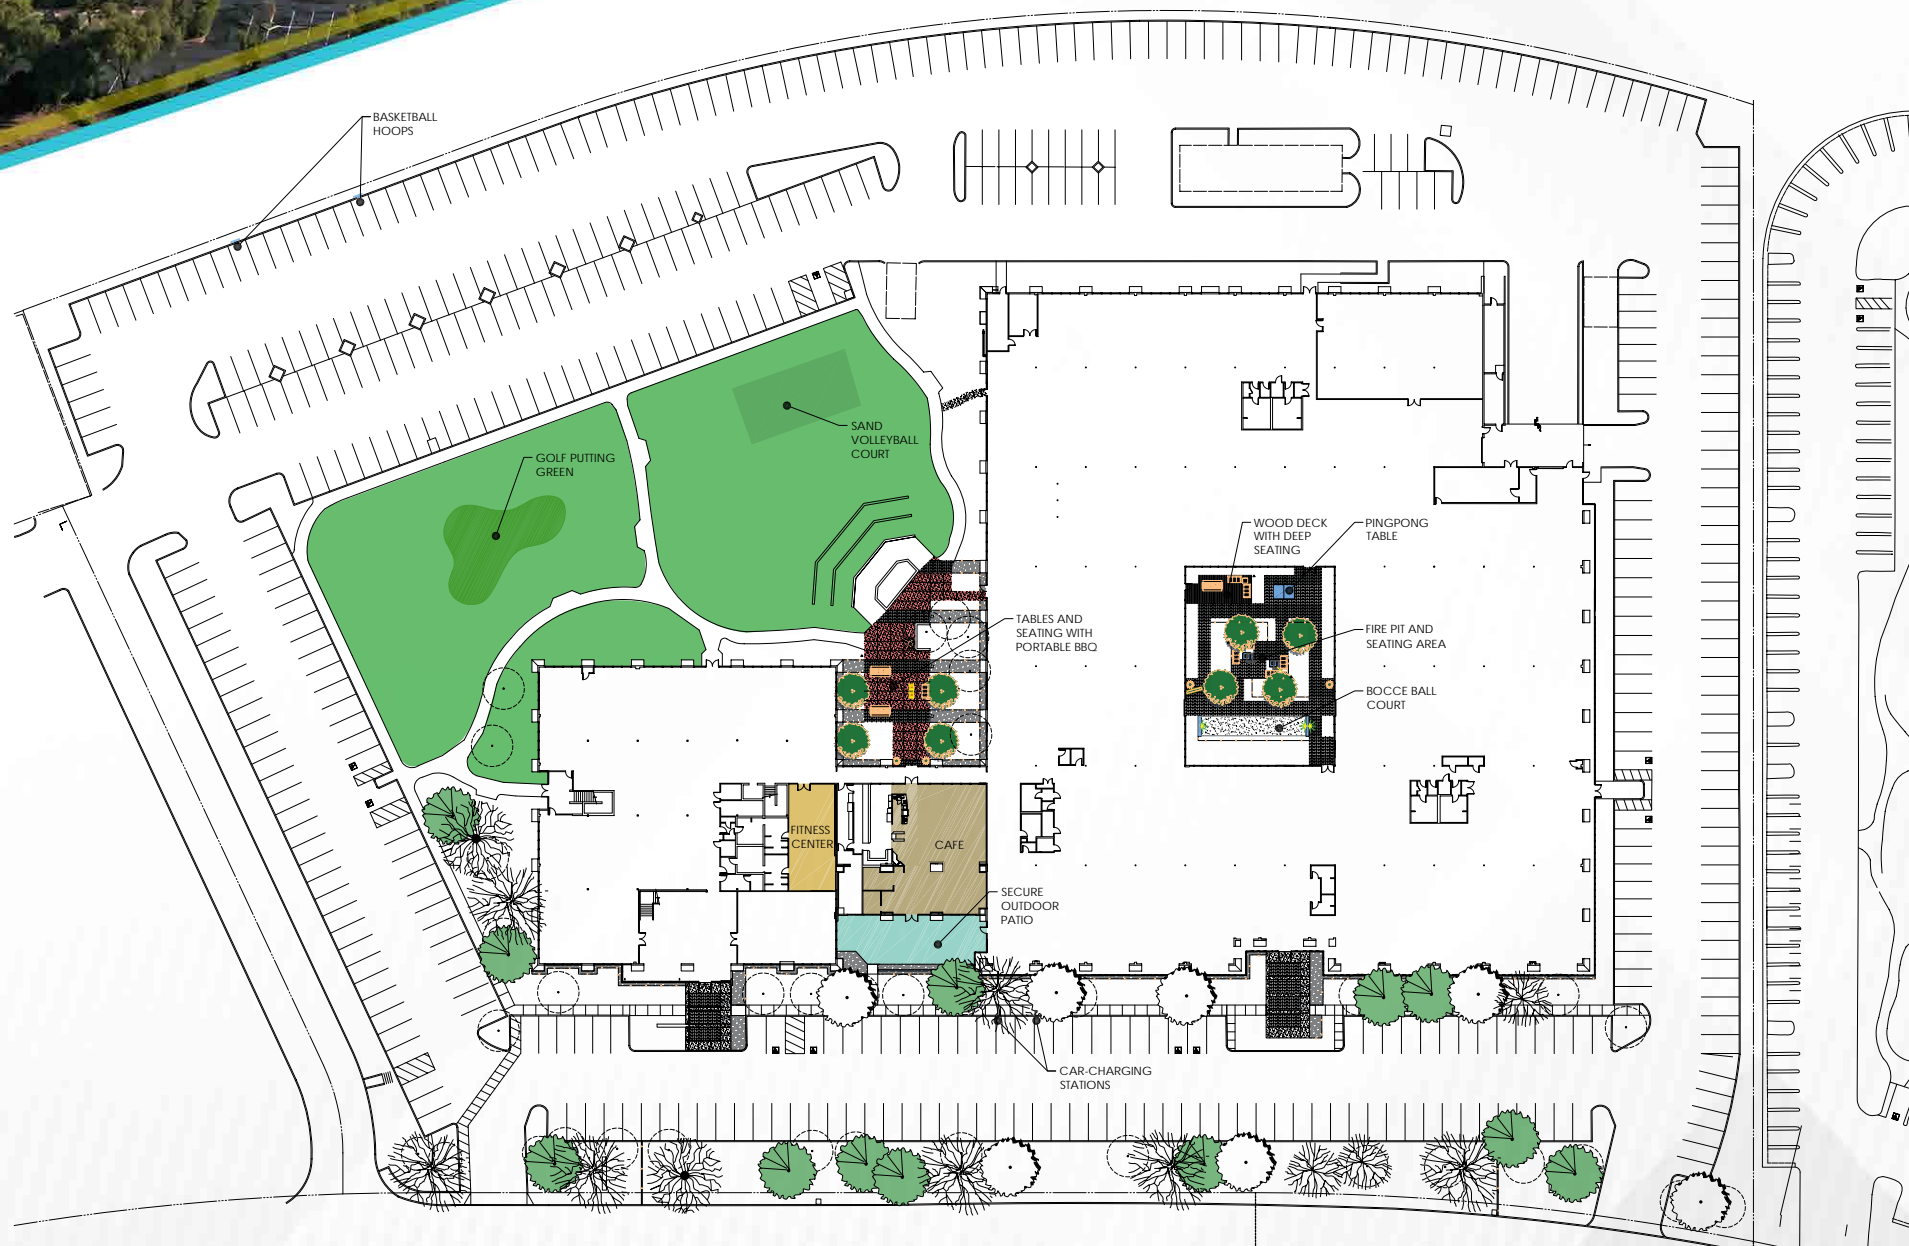 BASKETBALL
HOOPS
SAND
VOLLEYBALL
COURT
GOLF PUTTING
GREEN
WOOD DECK
WITH DEEP
SEATING
PINGPONG
TABLE
TABLES AND
SEATING WITH
PORTABLE BBQ
FIRE PIT AND
SEATING AREA
BOCCE BALL
COURT
FITNESS
CENTER
CAFE
SECURE
OUTDOOR
PATIO
CAR-CHARGING
STATIONS